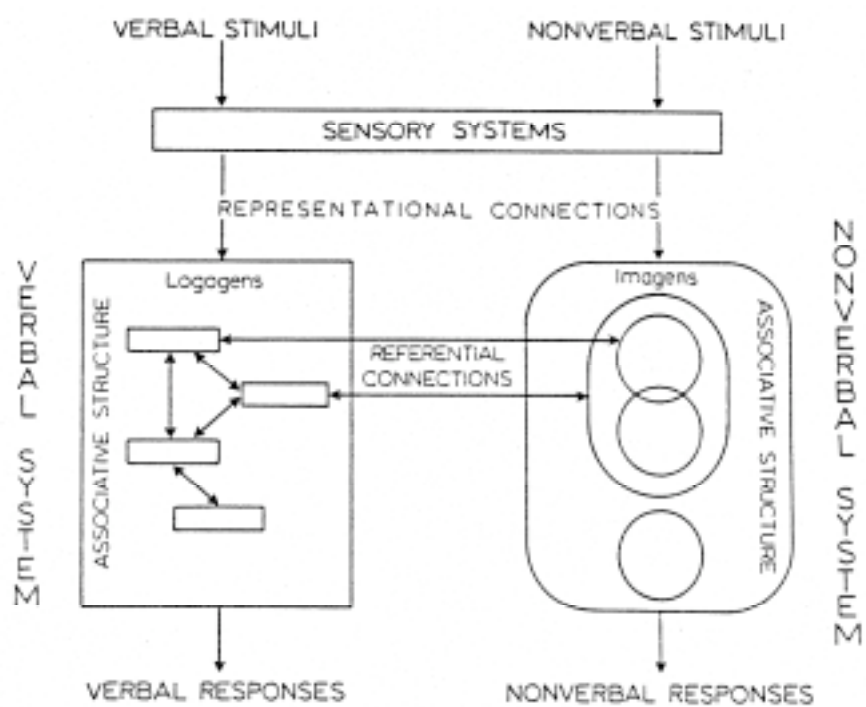 VERBAL STIMULI
NONVERBAL STIMULI
SENSORY SYSTEMS
REPRESENTATIONAL CONNECTIONS
VERBAL SYSTEM
Logogens
ASSOCIATIVE STRUCTURE
REFERENTIAL
CONNECTIONS
Imagens
ASSOCIATIVE STRUCTURE
NONVERBAL SYSTEM
VERBAL RESPONSES
NONVERBAL RESPONSES